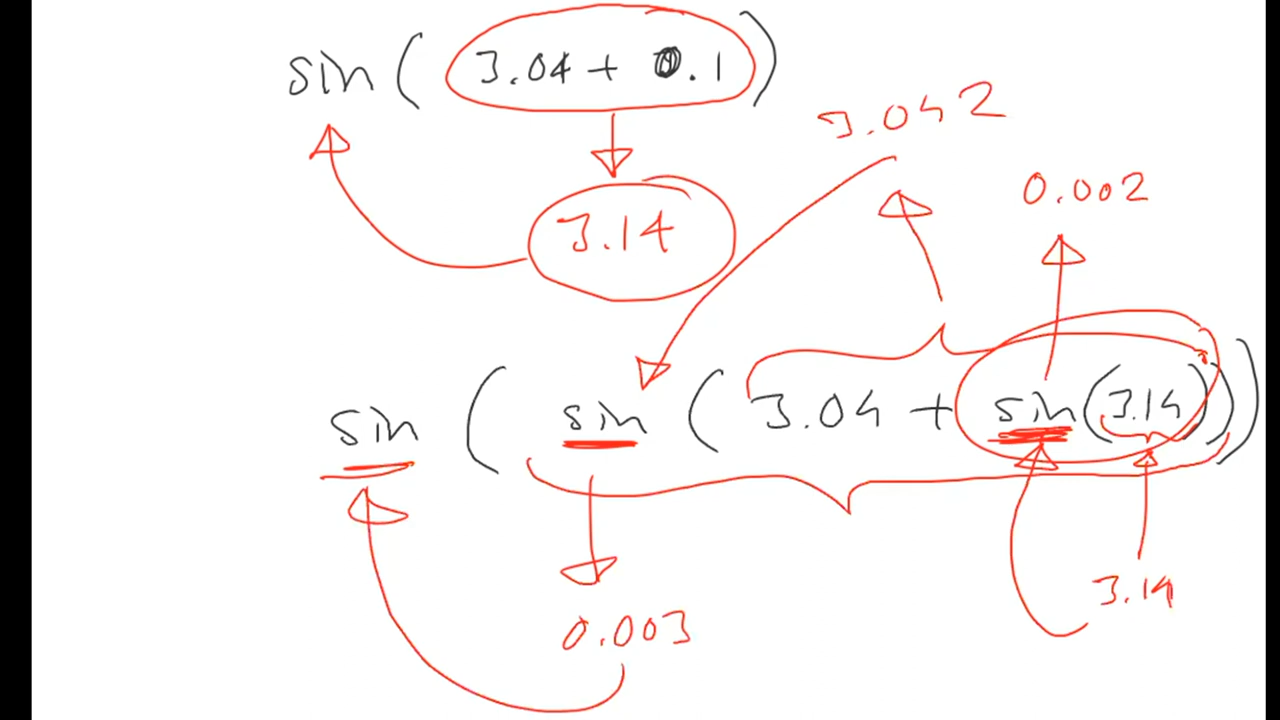 sin( 3.04 + 0.1 )
3.042
0.002
3.14
sin ( sin ( 3.04 + sin(3.14) ) )
3.14
0.003